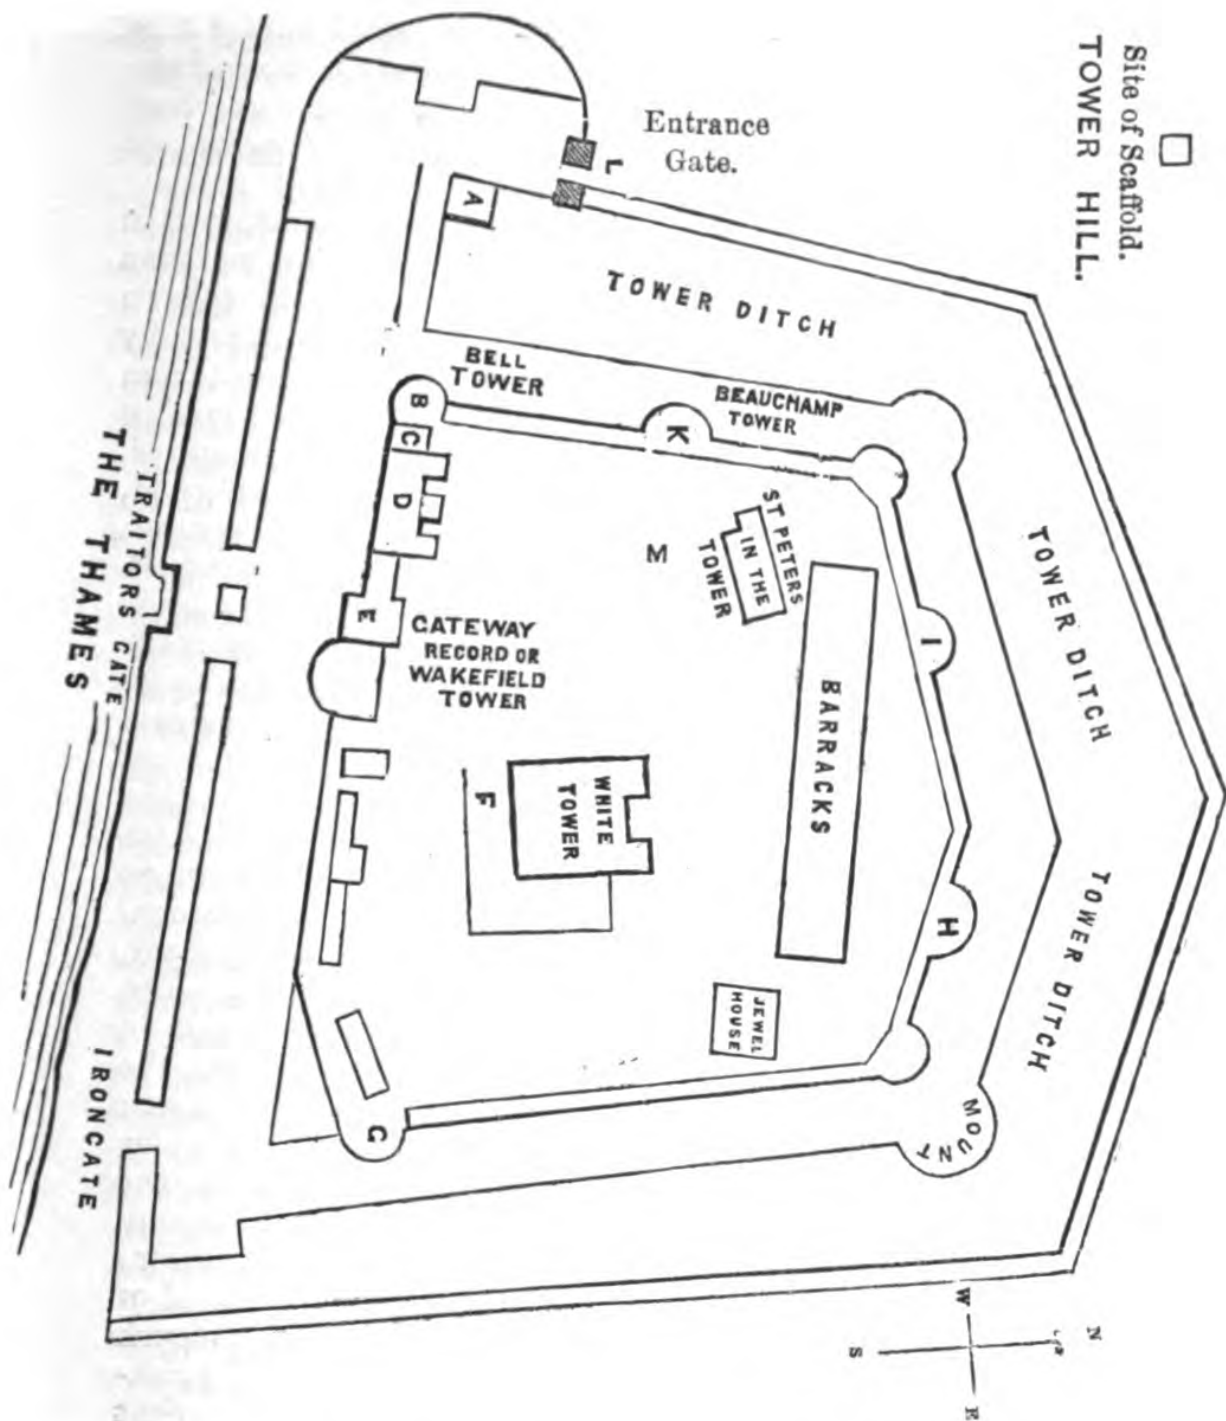 Site of Scaffold.
TOWER HILL.
Entrance
Gate.
L
A
TOWER DITCH
BELL
TOWER
BEAUCHAMP
TOWER
B
C
D
K
ST PETERS
IN THE
TOWER
M
TOWER DITCH
I
E
GATEWAY
RECORD OR
WAKEFIELD
TOWER
TRAITORS GATE
THE THAMES
BARRACKS
F
WHITE
TOWER
H
TOWER DITCH
JEWEL
HOUSE
G
MOUNT
IRONGATE
N
W
S
E